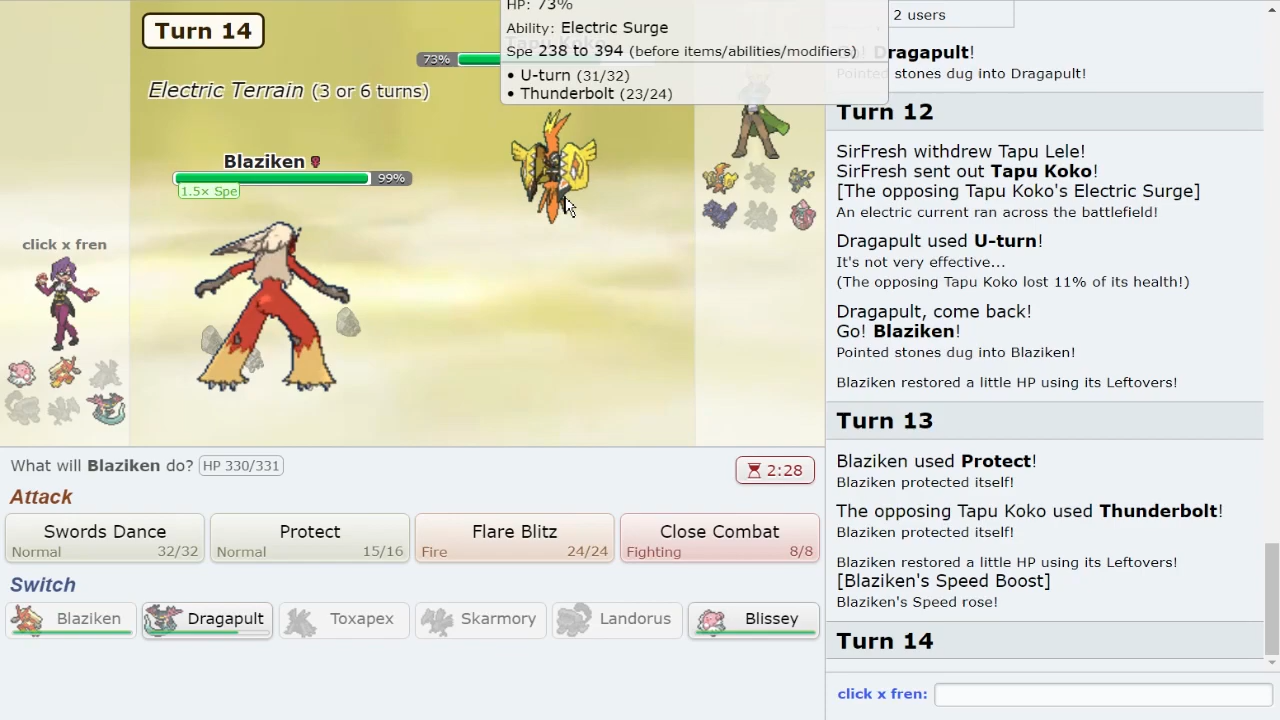 Turn 14
Electric Terrain (3 or 6 turns)
HP: 73%
Ability: Electric Surge
Spe 238 to 394 (before items/abilities/modifiers)
• U-turn (31/32)
• Thunderbolt (23/24)
73%
Blaziken
99%
1.5× Spe
click x fren
2 users
Dragapult!
Pointed stones dug into Dragapult!
Turn 12
SirFresh withdrew Tapu Lele!
SirFresh sent out Tapu Koko!
[The opposing Tapu Koko's Electric Surge]
An electric current ran across the battlefield!
Dragapult used U-turn!
It's not very effective...
(The opposing Tapu Koko lost 11% of its health!)
Dragapult, come back!
Go! Blaziken!
Pointed stones dug into Blaziken!
Blaziken restored a little HP using its Leftovers!
Turn 13
Blaziken used Protect!
Blaziken protected itself!
The opposing Tapu Koko used Thunderbolt!
Blaziken protected itself!
Blaziken restored a little HP using its Leftovers!
[Blaziken's Speed Boost]
Blaziken's Speed rose!
Turn 14
click x fren:
What will Blaziken do? HP 330/331
2:28
Attack
Swords Dance
Normal 32/32
Protect
Normal 15/16
Flare Blitz
Fire 24/24
Close Combat
Fighting 8/8
Switch
Blaziken
Dragapult
Toxapex
Skarmory
Landorus
Blissey